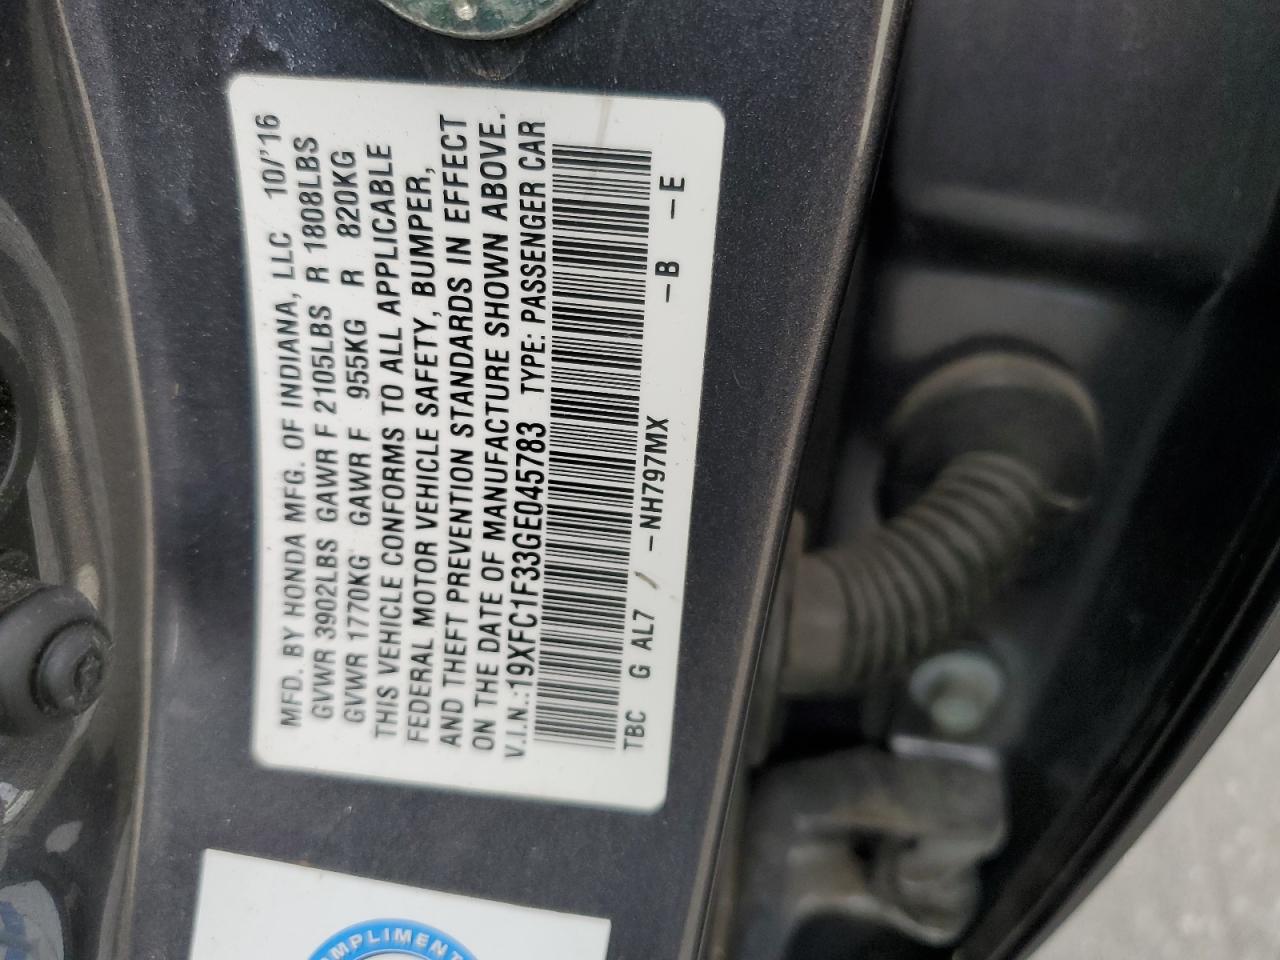 MFD. BY HONDA MFG. OF INDIANA, LLC 10/'16
GVWR 3902LBS GAWR F 2105LBS R 1808LBS
GVWR 1770KG GAWR F 955KG R 820KG
THIS VEHICLE CONFORMS TO ALL APPLICABLE
FEDERAL MOTOR VEHICLE SAFETY, BUMPER,
AND THEFT PREVENTION STANDARDS IN EFFECT
ON THE DATE OF MANUFACTURE SHOWN ABOVE.
V.I.N.:19XFC1F33GE045783 TYPE: PASSENGER CAR
TBC G AL7 / -NH797MX -B -E